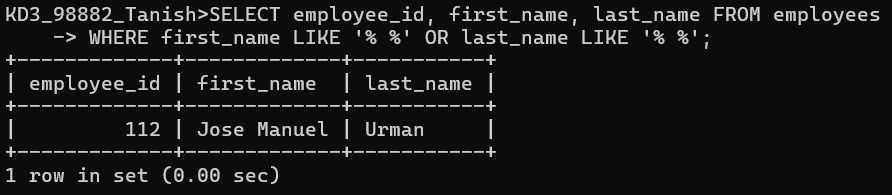 KD3_98882_Tanish>SELECT employee_id, first_name, last_name FROM employees
    -> WHERE first_name LIKE '% %' OR last_name LIKE '% %';
+-------------+-------------+-----------+
| employee_id | first_name  | last_name |
+-------------+-------------+-----------+
|         112 | Jose Manuel | Urman     |
+-------------+-------------+-----------+
1 row in set (0.00 sec)